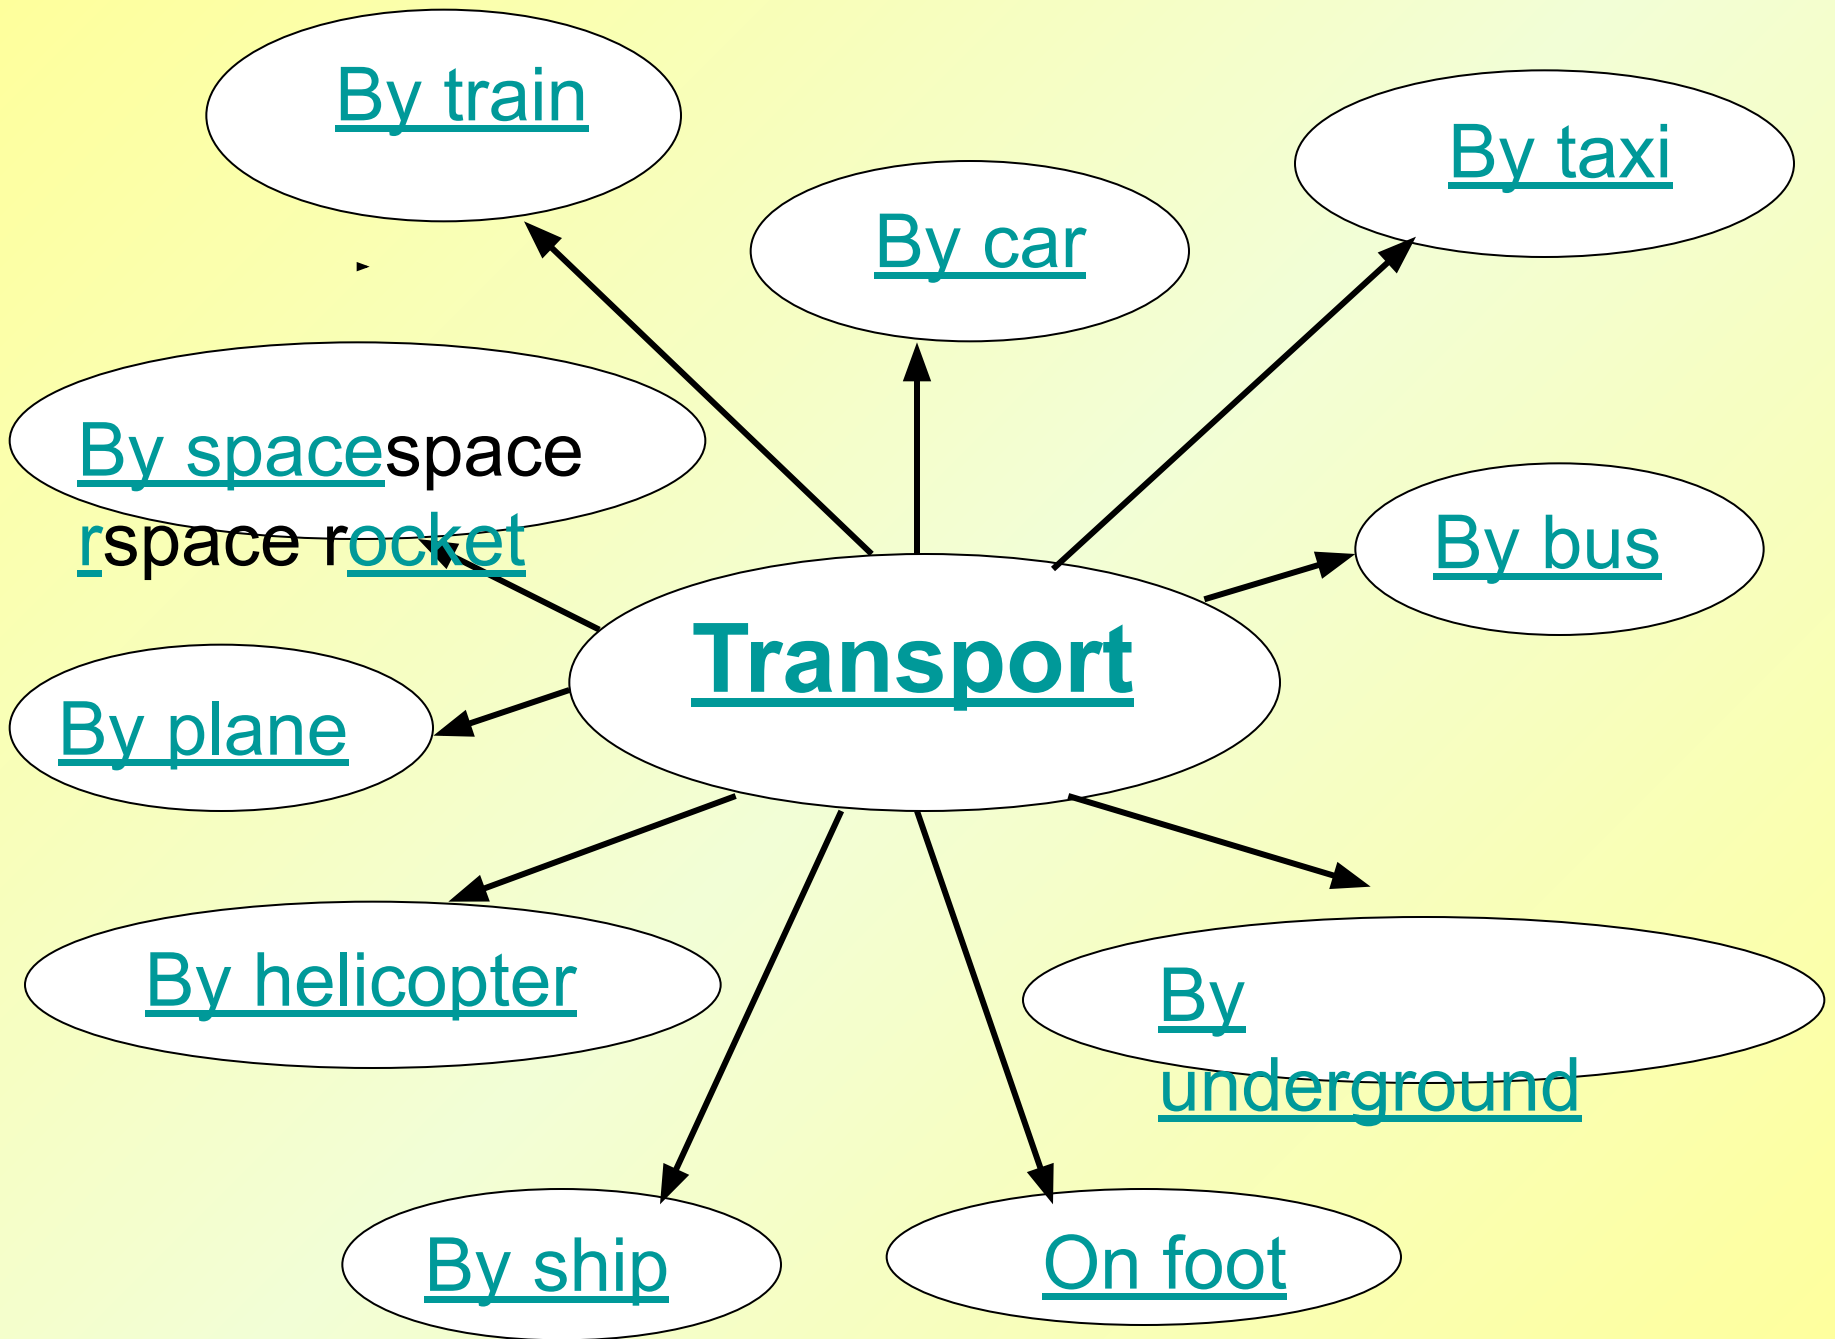 By train
By taxi
By car
By spacespace
rspace rocket
By bus
Transport
By plane
By helicopter
By
underground
By ship
On foot